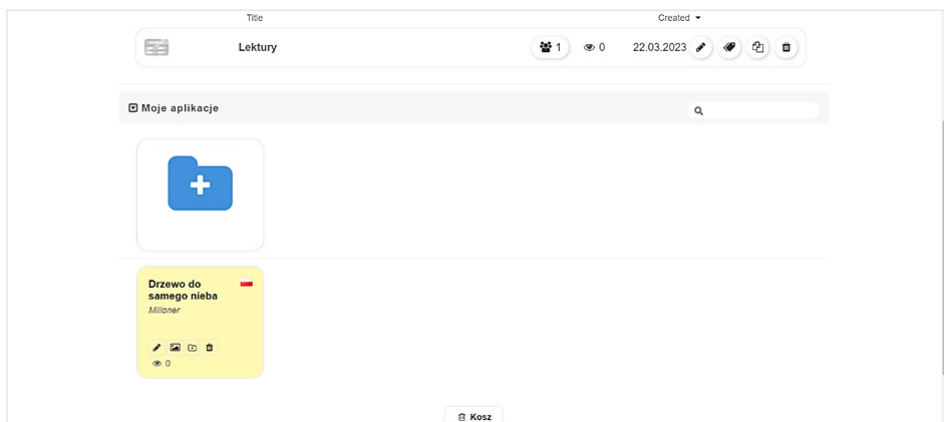 Title Created
Lektury 1 0 22.03.2023
Moje aplikacje
Drzewo do
samego nieba
Milioner
0
Kosz